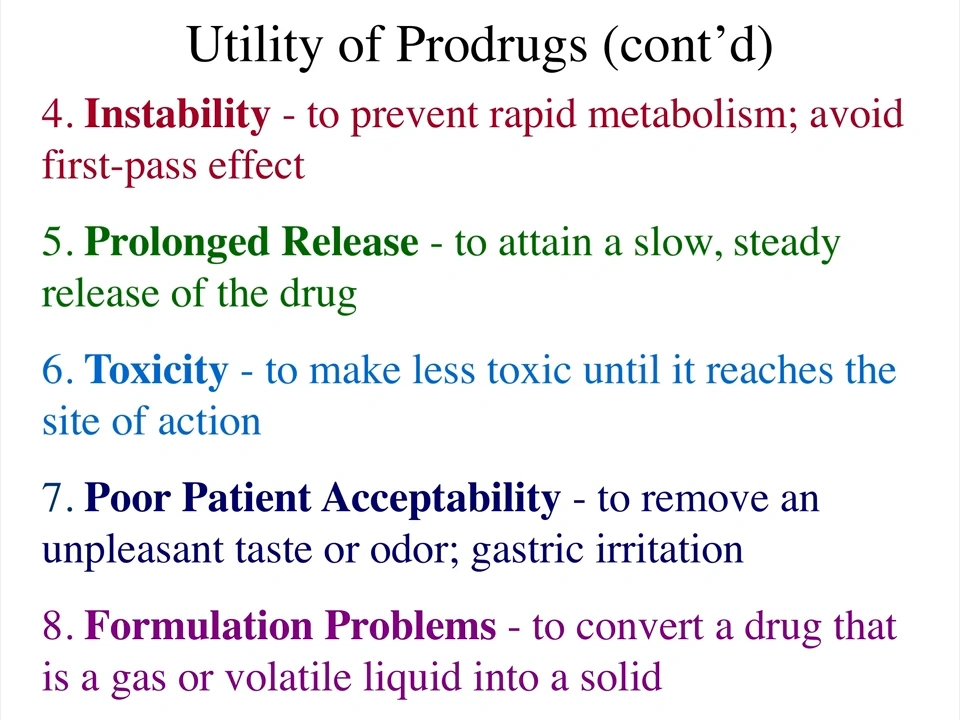 Utility of Prodrugs (cont’d)
4. Instability - to prevent rapid metabolism; avoid
first-pass effect
5. Prolonged Release - to attain a slow, steady
release of the drug
6. Toxicity - to make less toxic until it reaches the
site of action
7. Poor Patient Acceptability - to remove an
unpleasant taste or odor; gastric irritation
8. Formulation Problems - to convert a drug that
is a gas or volatile liquid into a solid